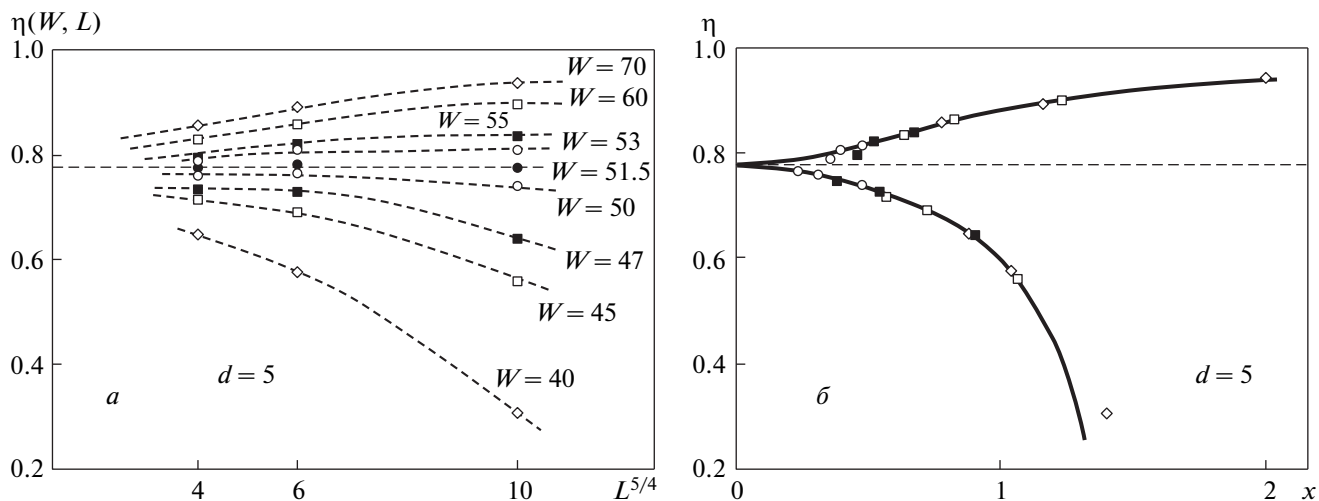 η(W, L)
1.0
0.8
0.6
0.4
0.2
W = 70
W = 60
W = 55
W = 53
W = 51.5
W = 50
W = 47
W = 45
W = 40
d = 5
а
4
6
10
L^{5/4}
η
1.0
0.8
0.6
0.4
0.2
d = 5
б
0
1
2
x